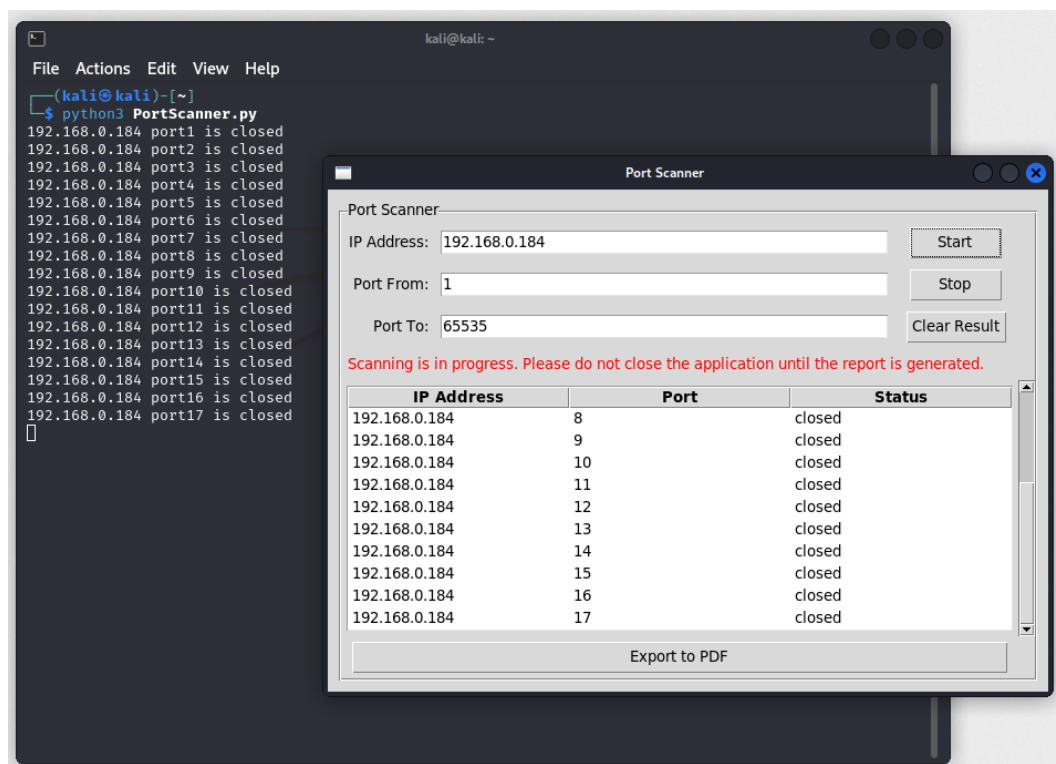 kali@kali: ~
File Actions Edit View Help
┌──(kali㉿kali)-[~]
└─$ python3 PortScanner.py
192.168.0.184 port1 is closed
192.168.0.184 port2 is closed
192.168.0.184 port3 is closed
192.168.0.184 port4 is closed
192.168.0.184 port5 is closed
192.168.0.184 port6 is closed
192.168.0.184 port7 is closed
192.168.0.184 port8 is closed
192.168.0.184 port9 is closed
192.168.0.184 port10 is closed
192.168.0.184 port11 is closed
192.168.0.184 port12 is closed
192.168.0.184 port13 is closed
192.168.0.184 port14 is closed
192.168.0.184 port15 is closed
192.168.0.184 port16 is closed
192.168.0.184 port17 is closed
Port Scanner
Port Scanner
IP Address: 192.168.0.184 Start
Port From: 1 Stop
Port To: 65535 Clear Result
Scanning is in progress. Please do not close the application until the report is generated.
IP Address Port Status
192.168.0.184 8 closed
192.168.0.184 9 closed
192.168.0.184 10 closed
192.168.0.184 11 closed
192.168.0.184 12 closed
192.168.0.184 13 closed
192.168.0.184 14 closed
192.168.0.184 15 closed
192.168.0.184 16 closed
192.168.0.184 17 closed
Export to PDF